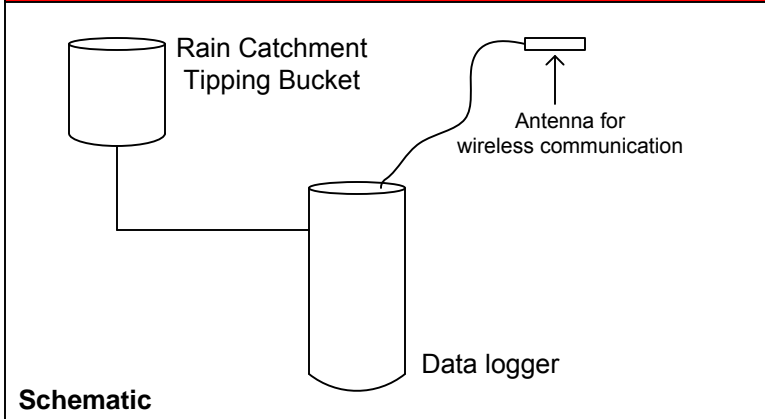 Rain Catchment
Tipping Bucket
Antenna for
wireless communication
Data logger
Schematic